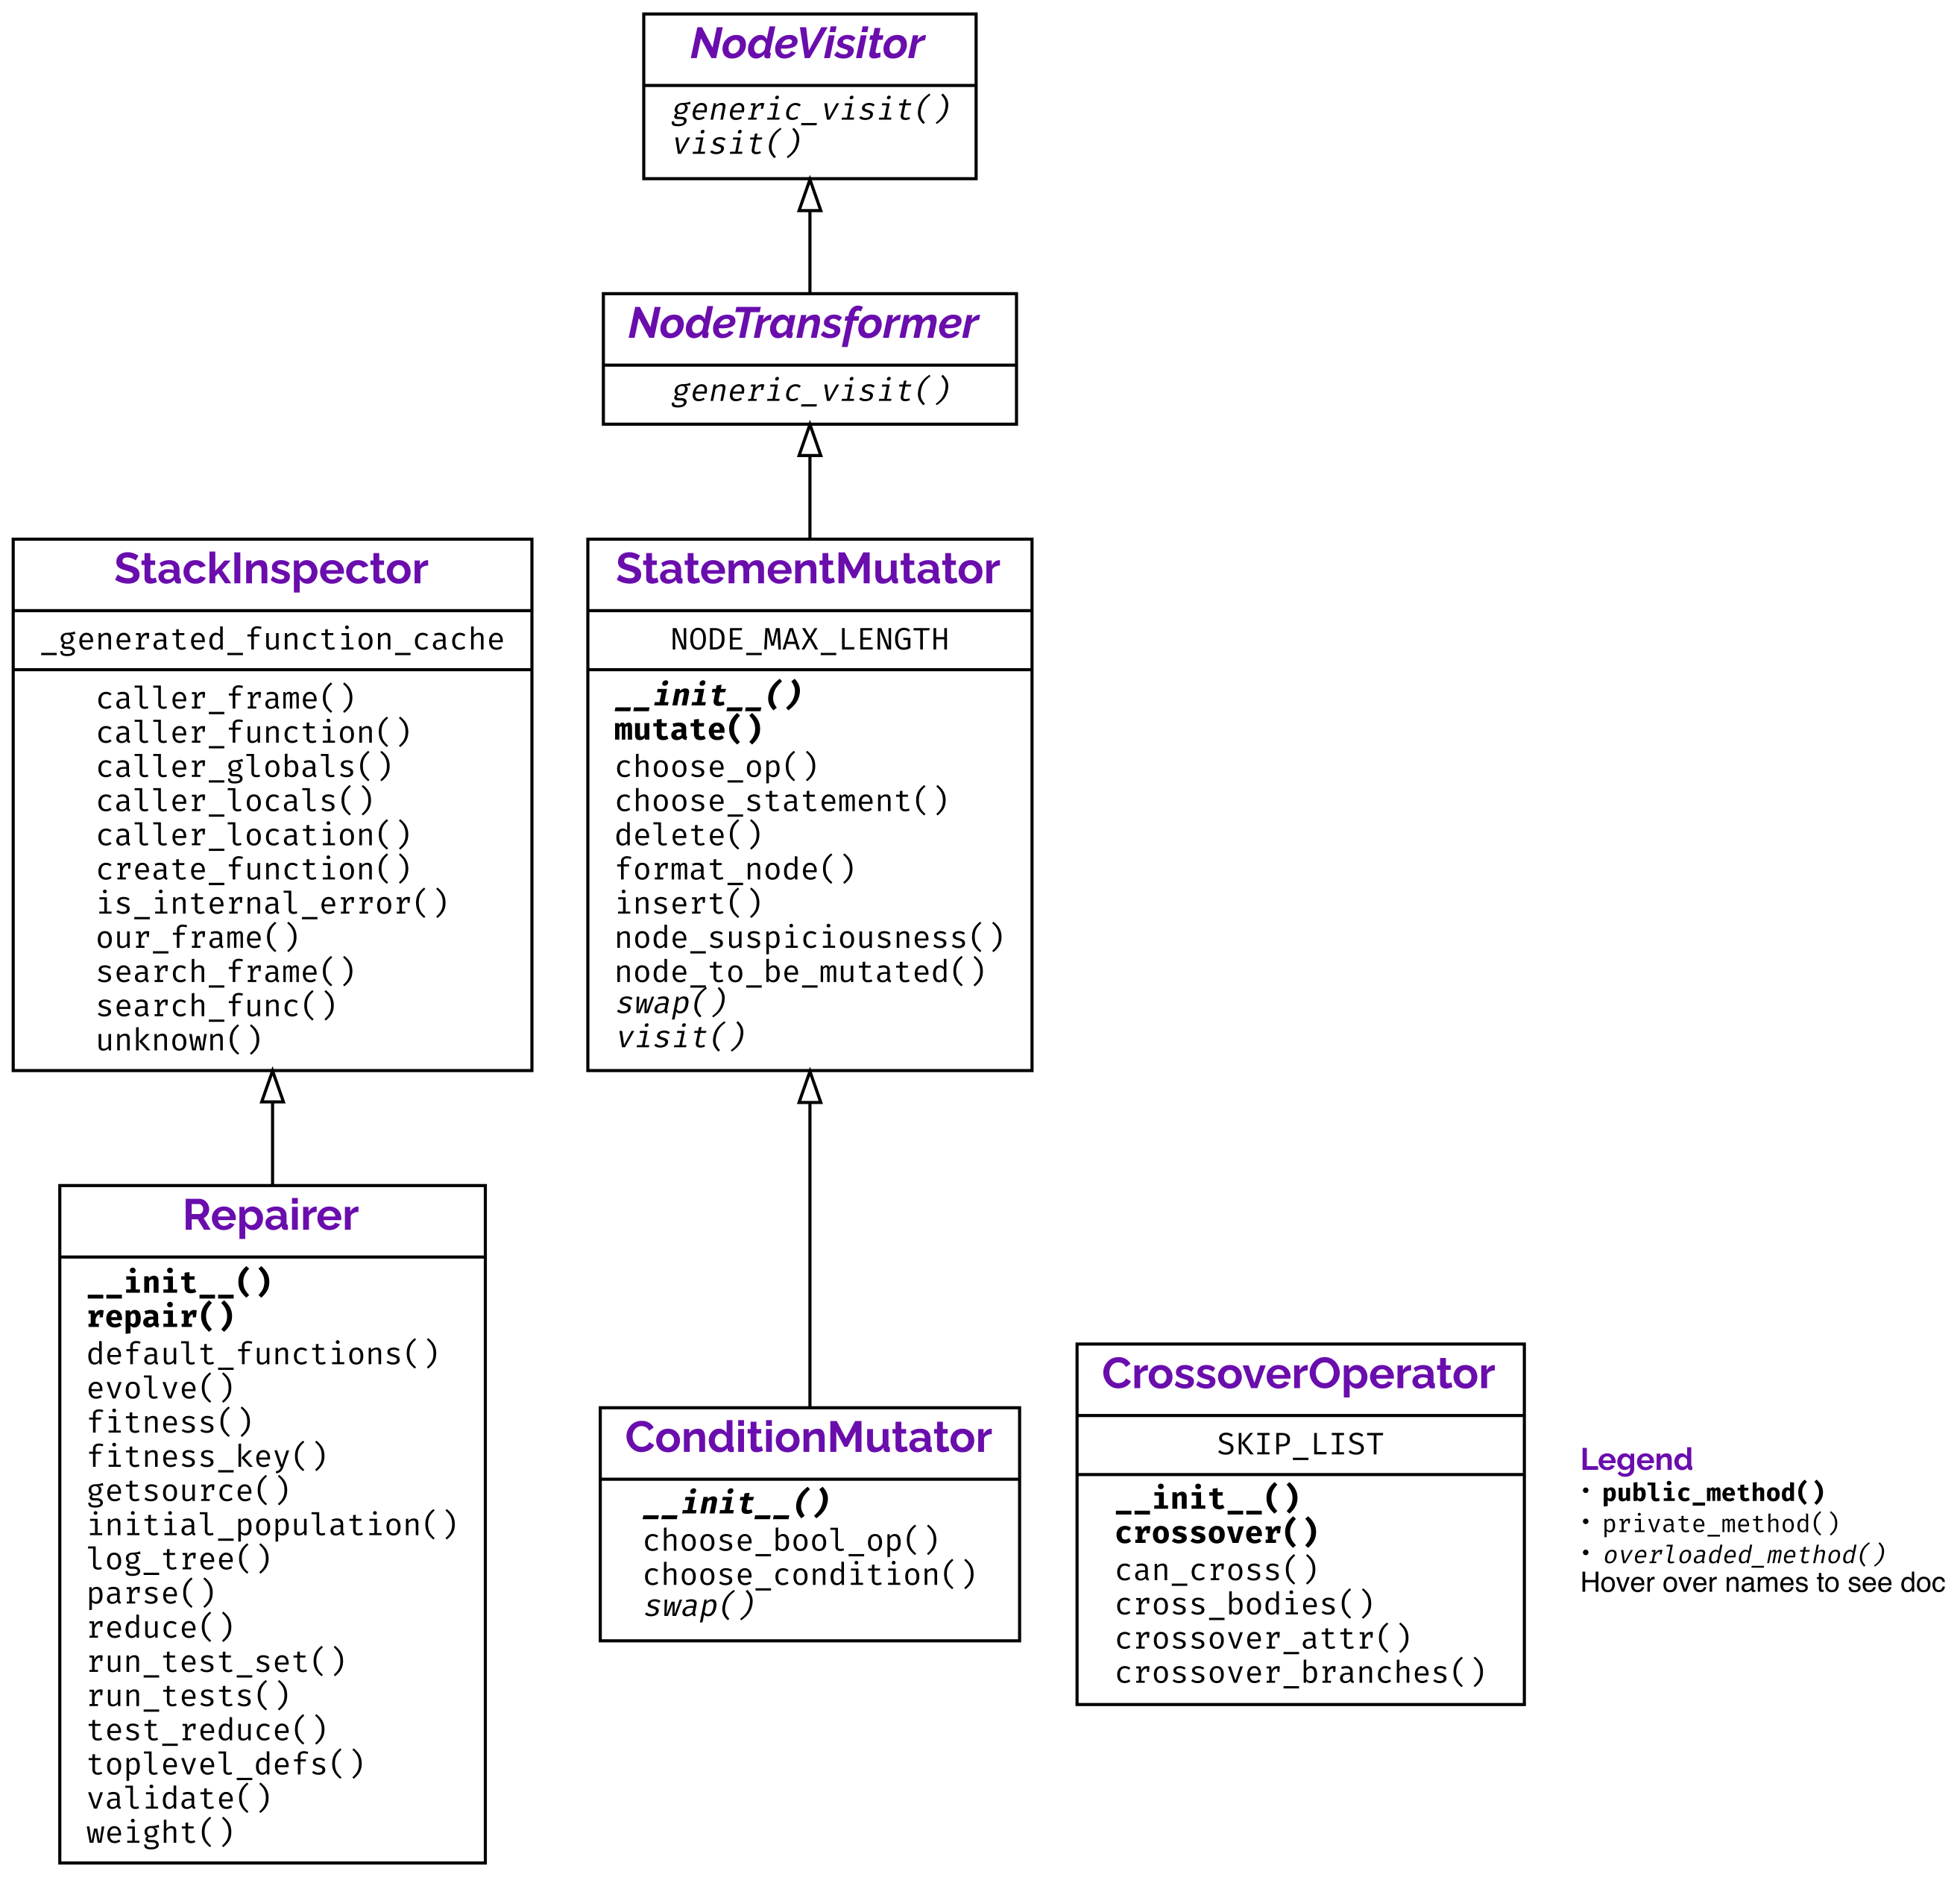 NodeVisitor
generic_visit()
visit()
NodeTransformer
generic_visit()
StackInspector
_generated_function_cache
caller_frame()
caller_function()
caller_globals()
caller_locals()
caller_location()
create_function()
is_internal_error()
our_frame()
search_frame()
search_func()
unknown()
StatementMutator
NODE_MAX_LENGTH
__init__()
mutate()
choose_op()
choose_statement()
delete()
format_node()
insert()
node_suspiciousness()
node_to_be_mutated()
swap()
visit()
Repairer
__init__()
repair()
default_functions()
evolve()
fitness()
fitness_key()
getsource()
initial_population()
log_tree()
parse()
reduce()
run_test_set()
run_tests()
test_reduce()
toplevel_defs()
validate()
weight()
ConditionMutator
__init__()
choose_bool_op()
choose_condition()
swap()
CrossoverOperator
SKIP_LIST
__init__()
crossover()
can_cross()
cross_bodies()
crossover_attr()
crossover_branches()
Legend
• public_method()
• private_method()
• overloaded_method()
Hover over names to see doc